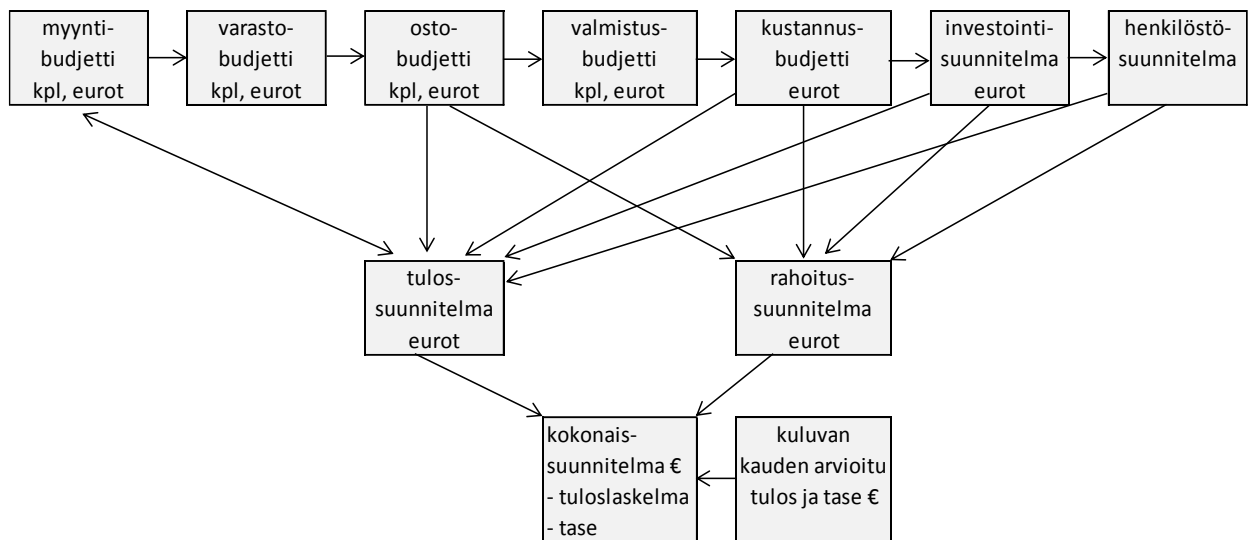 myynti-
budjetti
kpl, eurot
varasto-
budjetti
kpl, eurot
osto-
budjetti
kpl, eurot
valmistus-
budjetti
kpl, eurot
kustannus-
budjetti
eurot
investointi-
suunnitelma
eurot
henkilöstö-
suunnitelma
tulos-
suunnitelma
eurot
rahoitus-
suunnitelma
eurot
kokonais-
suunnitelma €
- tuloslaskelma
- tase
kuluvan
kauden arvioitu
tulos ja tase €